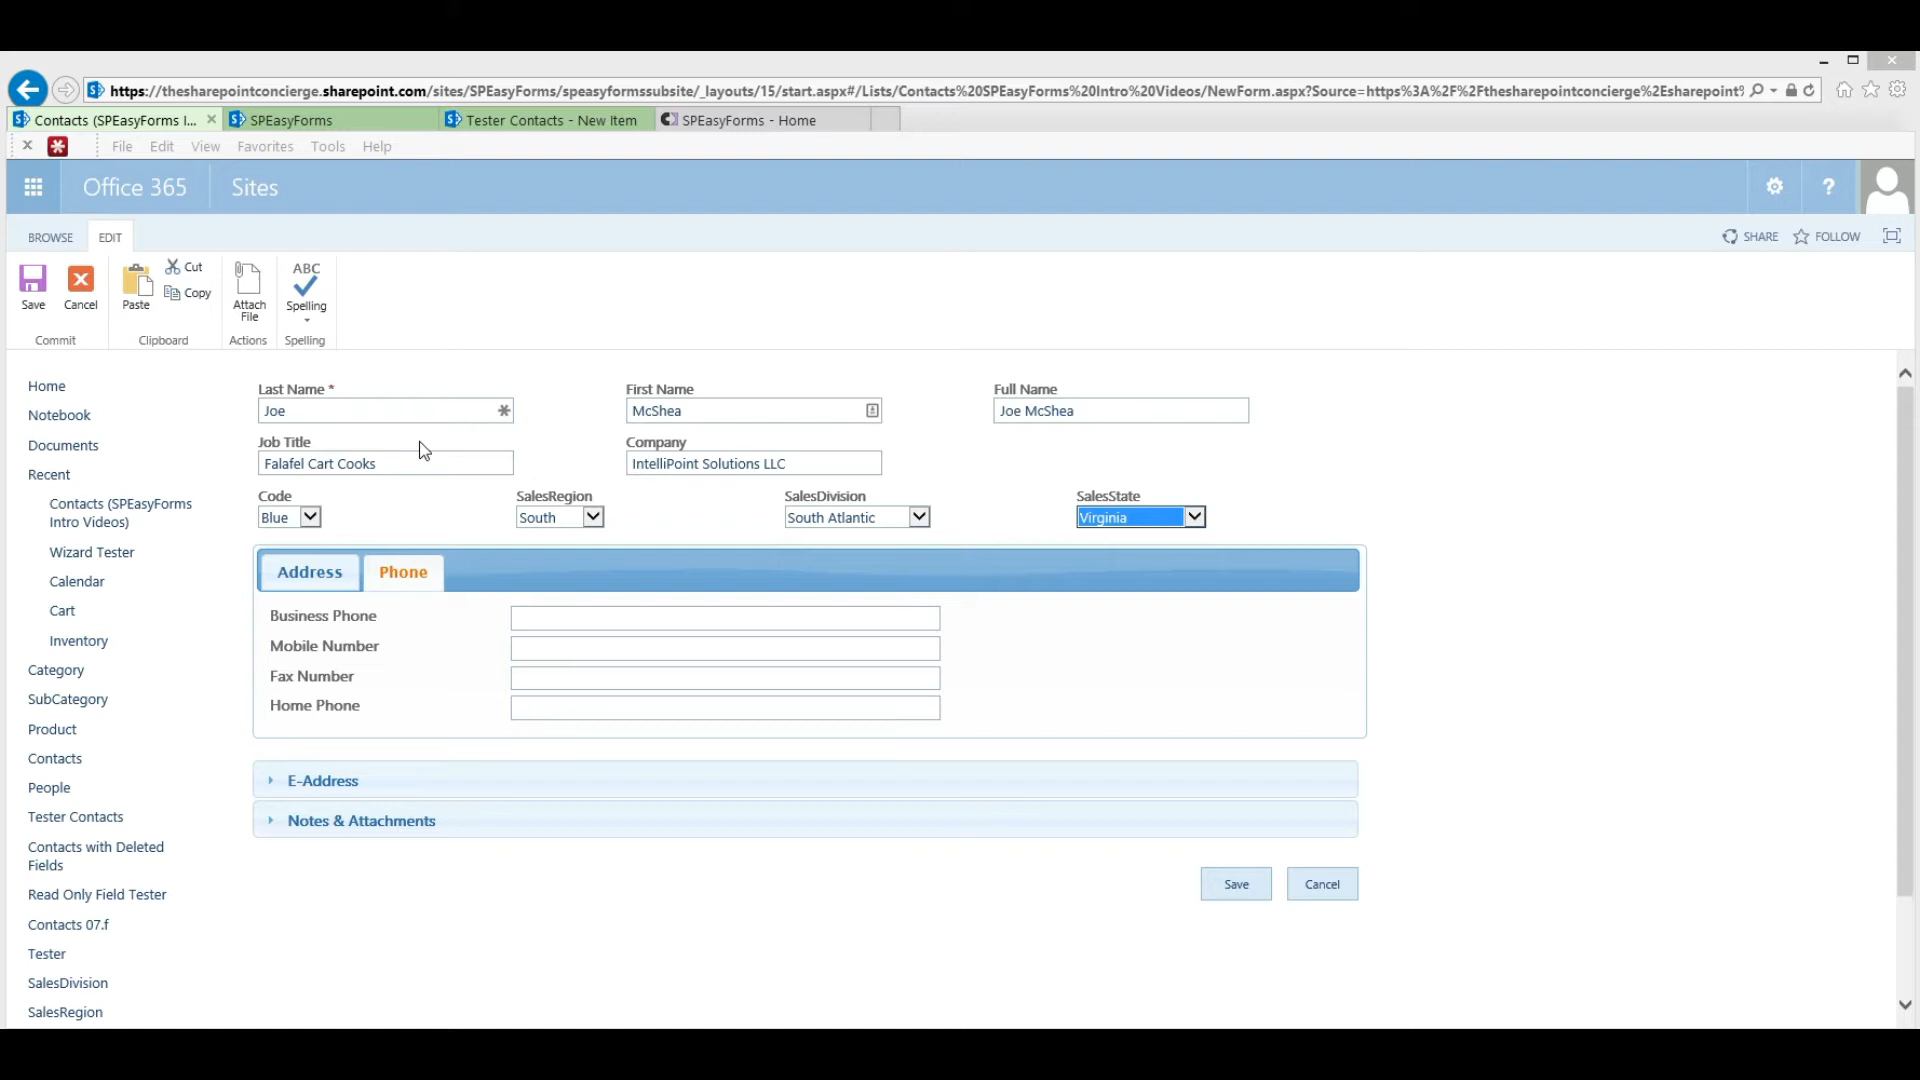 https://thesharepointconcierge.sharepoint.com/sites/SPEasyForms/speasyformssubsite/_layouts/15/start.aspx#/Lists/Contacts%20SPEasyForms%20Intro%20Videos/NewForm.aspx?Source=https%3A%2F%2Fthesharepointconcierge%2Esharepoint%
Contacts (SPEasyForms I... SPEasyForms Tester Contacts - New Item SPEasyForms - Home
File Edit View Favorites Tools Help
Office 365 Sites ?
BROWSE EDIT SHARE FOLLOW
Cut
ABC
Copy
Save Cancel Paste Attach File Spelling
Commit Clipboard Actions Spelling
Home
Notebook
Documents
Recent
Contacts (SPEasyForms
Intro Videos)
Wizard Tester
Calendar
Cart
Inventory
Category
SubCategory
Product
Contacts
People
Tester Contacts
Contacts with Deleted
Fields
Read Only Field Tester
Contacts 07.f
Tester
SalesDivision
SalesRegion
Last Name * First Name Full Name
Joe McShea Joe McShea
Job Title Company
Falafel Cart Cooks IntelliPoint Solutions LLC
Code SalesRegion SalesDivision SalesState
Blue South South Atlantic Virginia
Address Phone
Business Phone
Mobile Number
Fax Number
Home Phone
E-Address
Notes & Attachments
Save Cancel